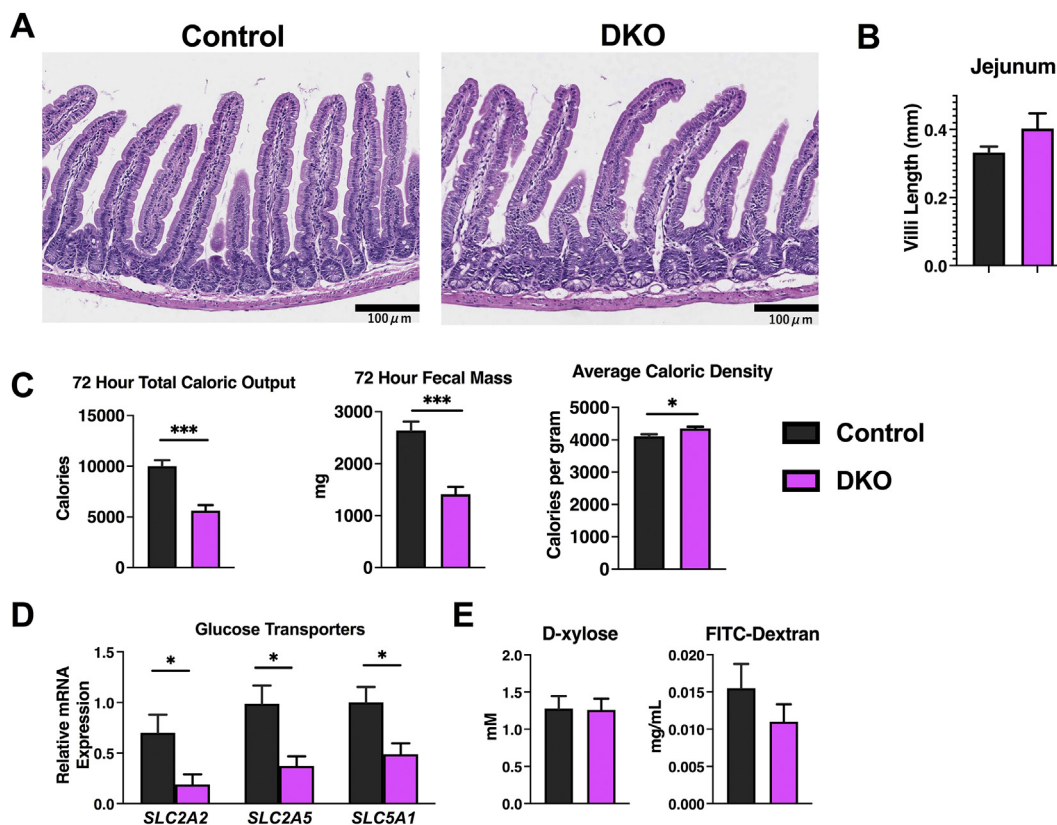 A
Control
DKO
100 μm
100 μm
B
Jejunum
Villi Length (mm)
0.4
0.2
0.0
C
72 Hour Total Caloric Output
Calories
15000
10000
5000
0
***
72 Hour Fecal Mass
mg
3000
2000
1000
0
***
Average Caloric Density
Calories per gram
5000
4000
3000
2000
1000
0
*
Control
DKO
D
Glucose Transporters
Relative mRNA
Expression
1.5
1.0
0.5
0.0
*
*
*
SLC2A2
SLC2A5
SLC5A1
E
D-xylose
mM
2.0
1.5
1.0
0.5
0.0
FITC-Dextran
mg/mL
0.020
0.015
0.010
0.005
0.000